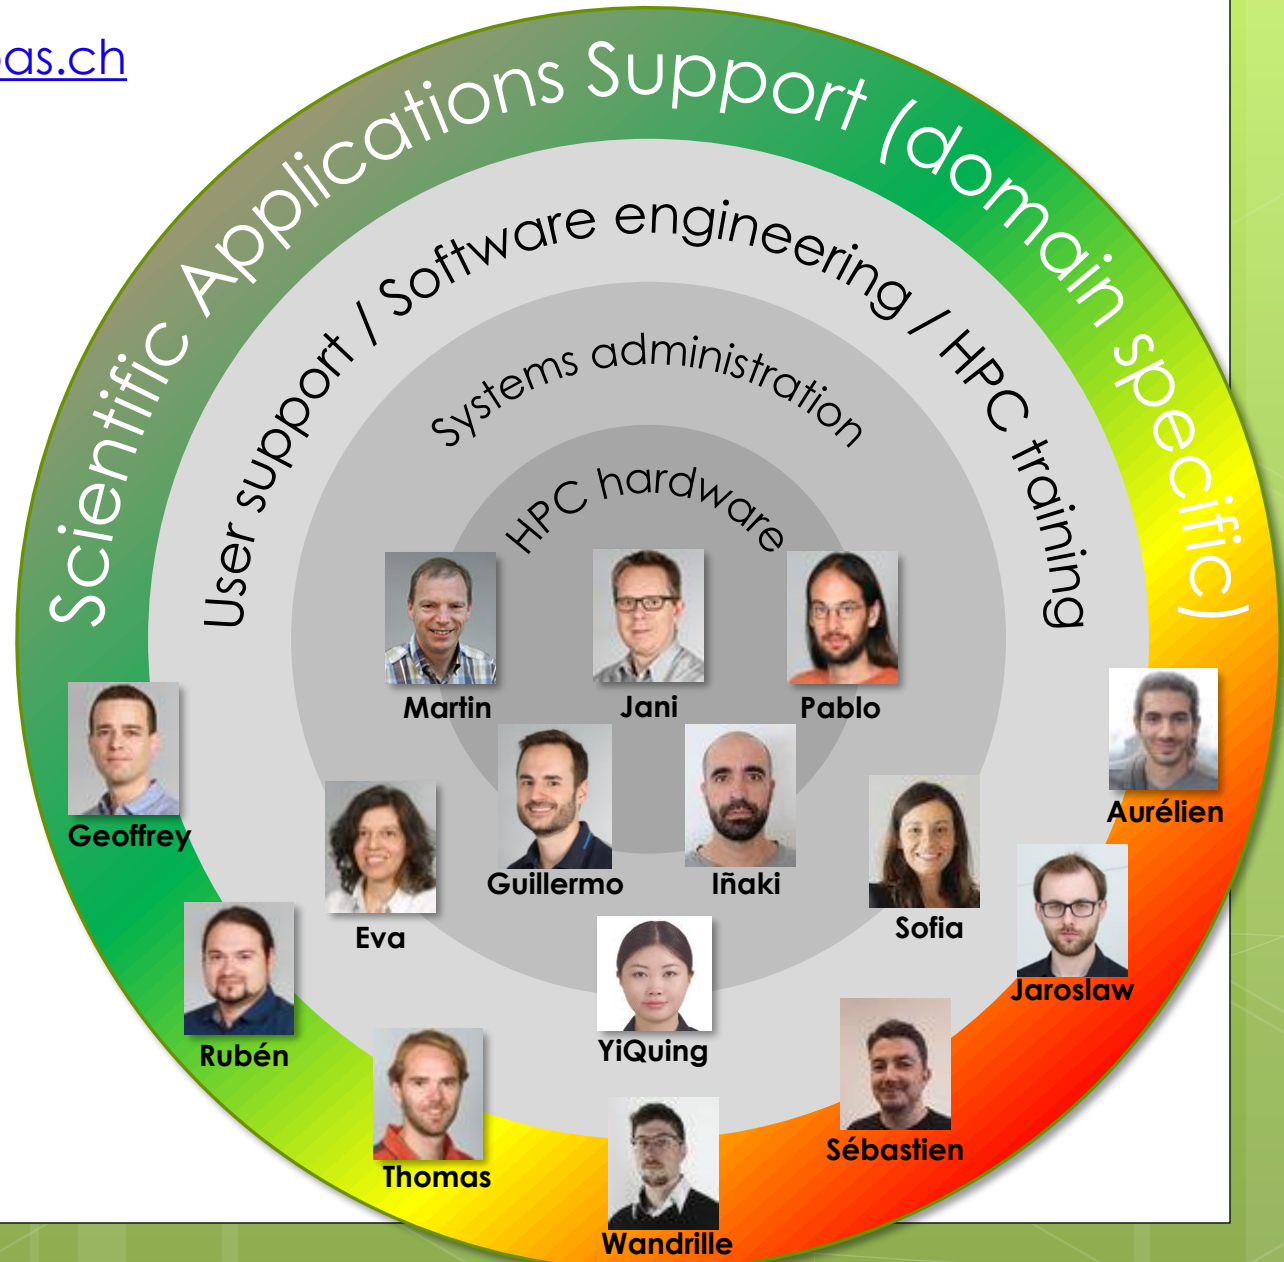 as.ch
Scientific Applications Support (domain specific)
User support / Software engineering / HPC training
Systems administration
HPC hardware
Martin
Jani
Pablo
Geoffrey
Aurélien
Guillermo
Iñaki
Eva
Sofia
Jaroslaw
Rubén
YiQuing
Sébastien
Thomas
Wandrille